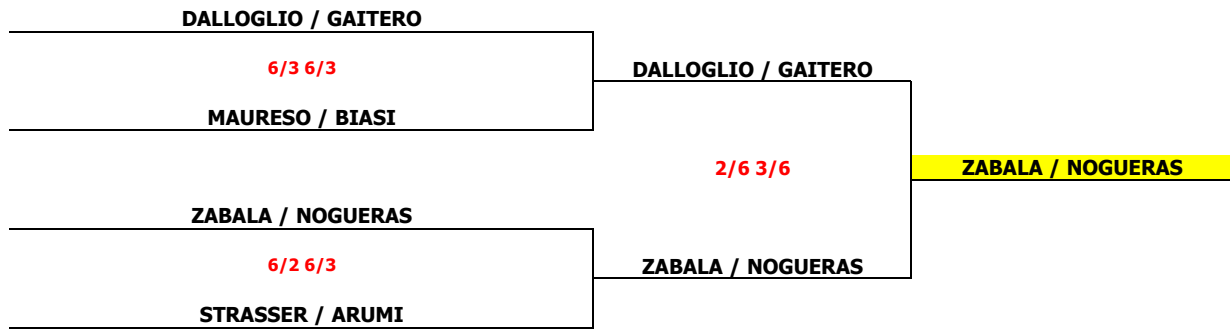 DALLOGLIO / GAITERO
6/3 6/3
DALLOGLIO / GAITERO
MAURESO / BIASI
2/6 3/6
ZABALA / NOGUERAS
ZABALA / NOGUERAS
6/2 6/3
ZABALA / NOGUERAS
STRASSER / ARUMI